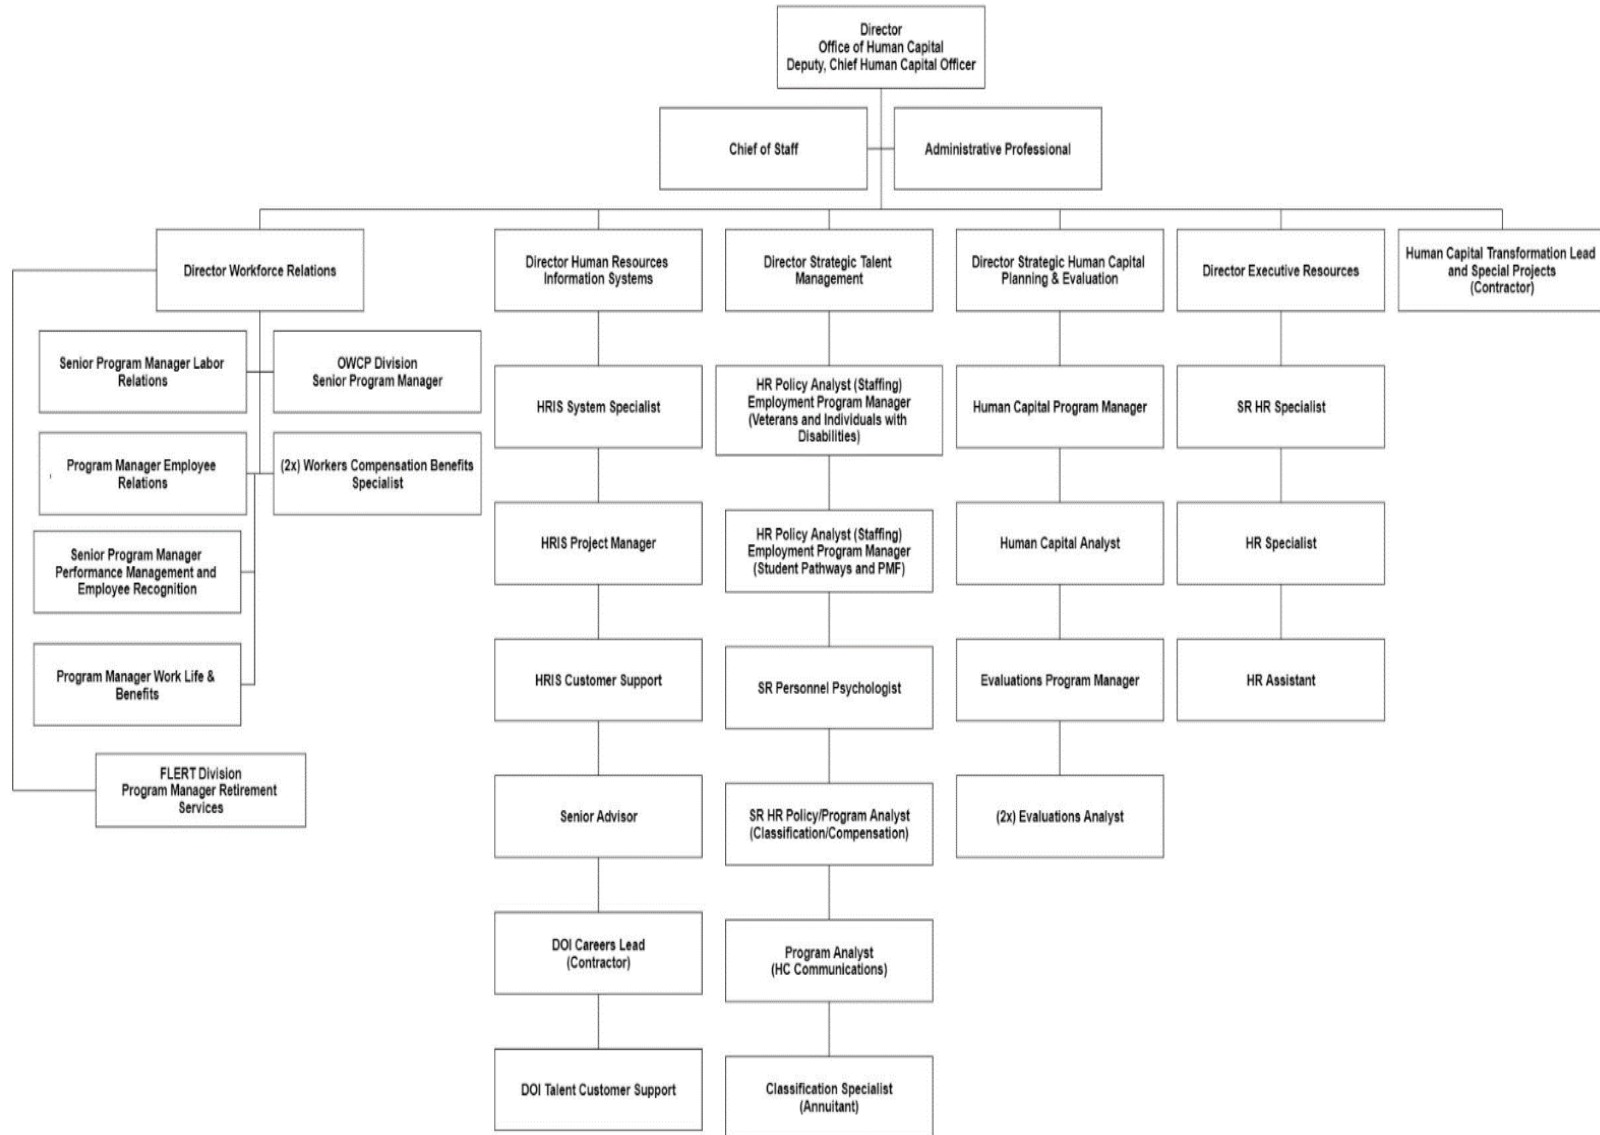 Director
Office of Human Capital
Deputy, Chief Human Capital Officer
Chief of Staff
Administrative Professional
Director Workforce Relations
Director Human Resources
Information Systems
Director Strategic Talent
Management
Director Strategic Human Capital
Planning & Evaluation
Director Executive Resources
Human Capital Transformation Lead
and Special Projects
(Contractor)
Senior Program Manager Labor
Relations
OWCP Division
Senior Program Manager
Program Manager Employee
Relations
(2x) Workers Compensation Benefits
Specialist
Senior Program Manager
Performance Management and
Employee Recognition
Program Manager Work Life &
Benefits
FLERT Division
Program Manager Retirement
Services
HRIS System Specialist
HRIS Project Manager
HRIS Customer Support
Senior Advisor
DOI Careers Lead
(Contractor)
DOI Talent Customer Support
HR Policy Analyst (Staffing)
Employment Program Manager
(Veterans and Individuals with
Disabilities)
HR Policy Analyst (Staffing)
Employment Program Manager
(Student Pathways and PMF)
SR Personnel Psychologist
SR HR Policy/Program Analyst
(Classification/Compensation)
Program Analyst
(HC Communications)
Classification Specialist
(Annuitant)
Human Capital Program Manager
Human Capital Analyst
Evaluations Program Manager
(2x) Evaluations Analyst
SR HR Specialist
HR Specialist
HR Assistant